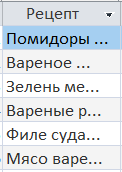 Рецепт
Помидоры ...
Вареное ...
Зелень ме...
Вареные р...
Филе суда...
Мясо варе...